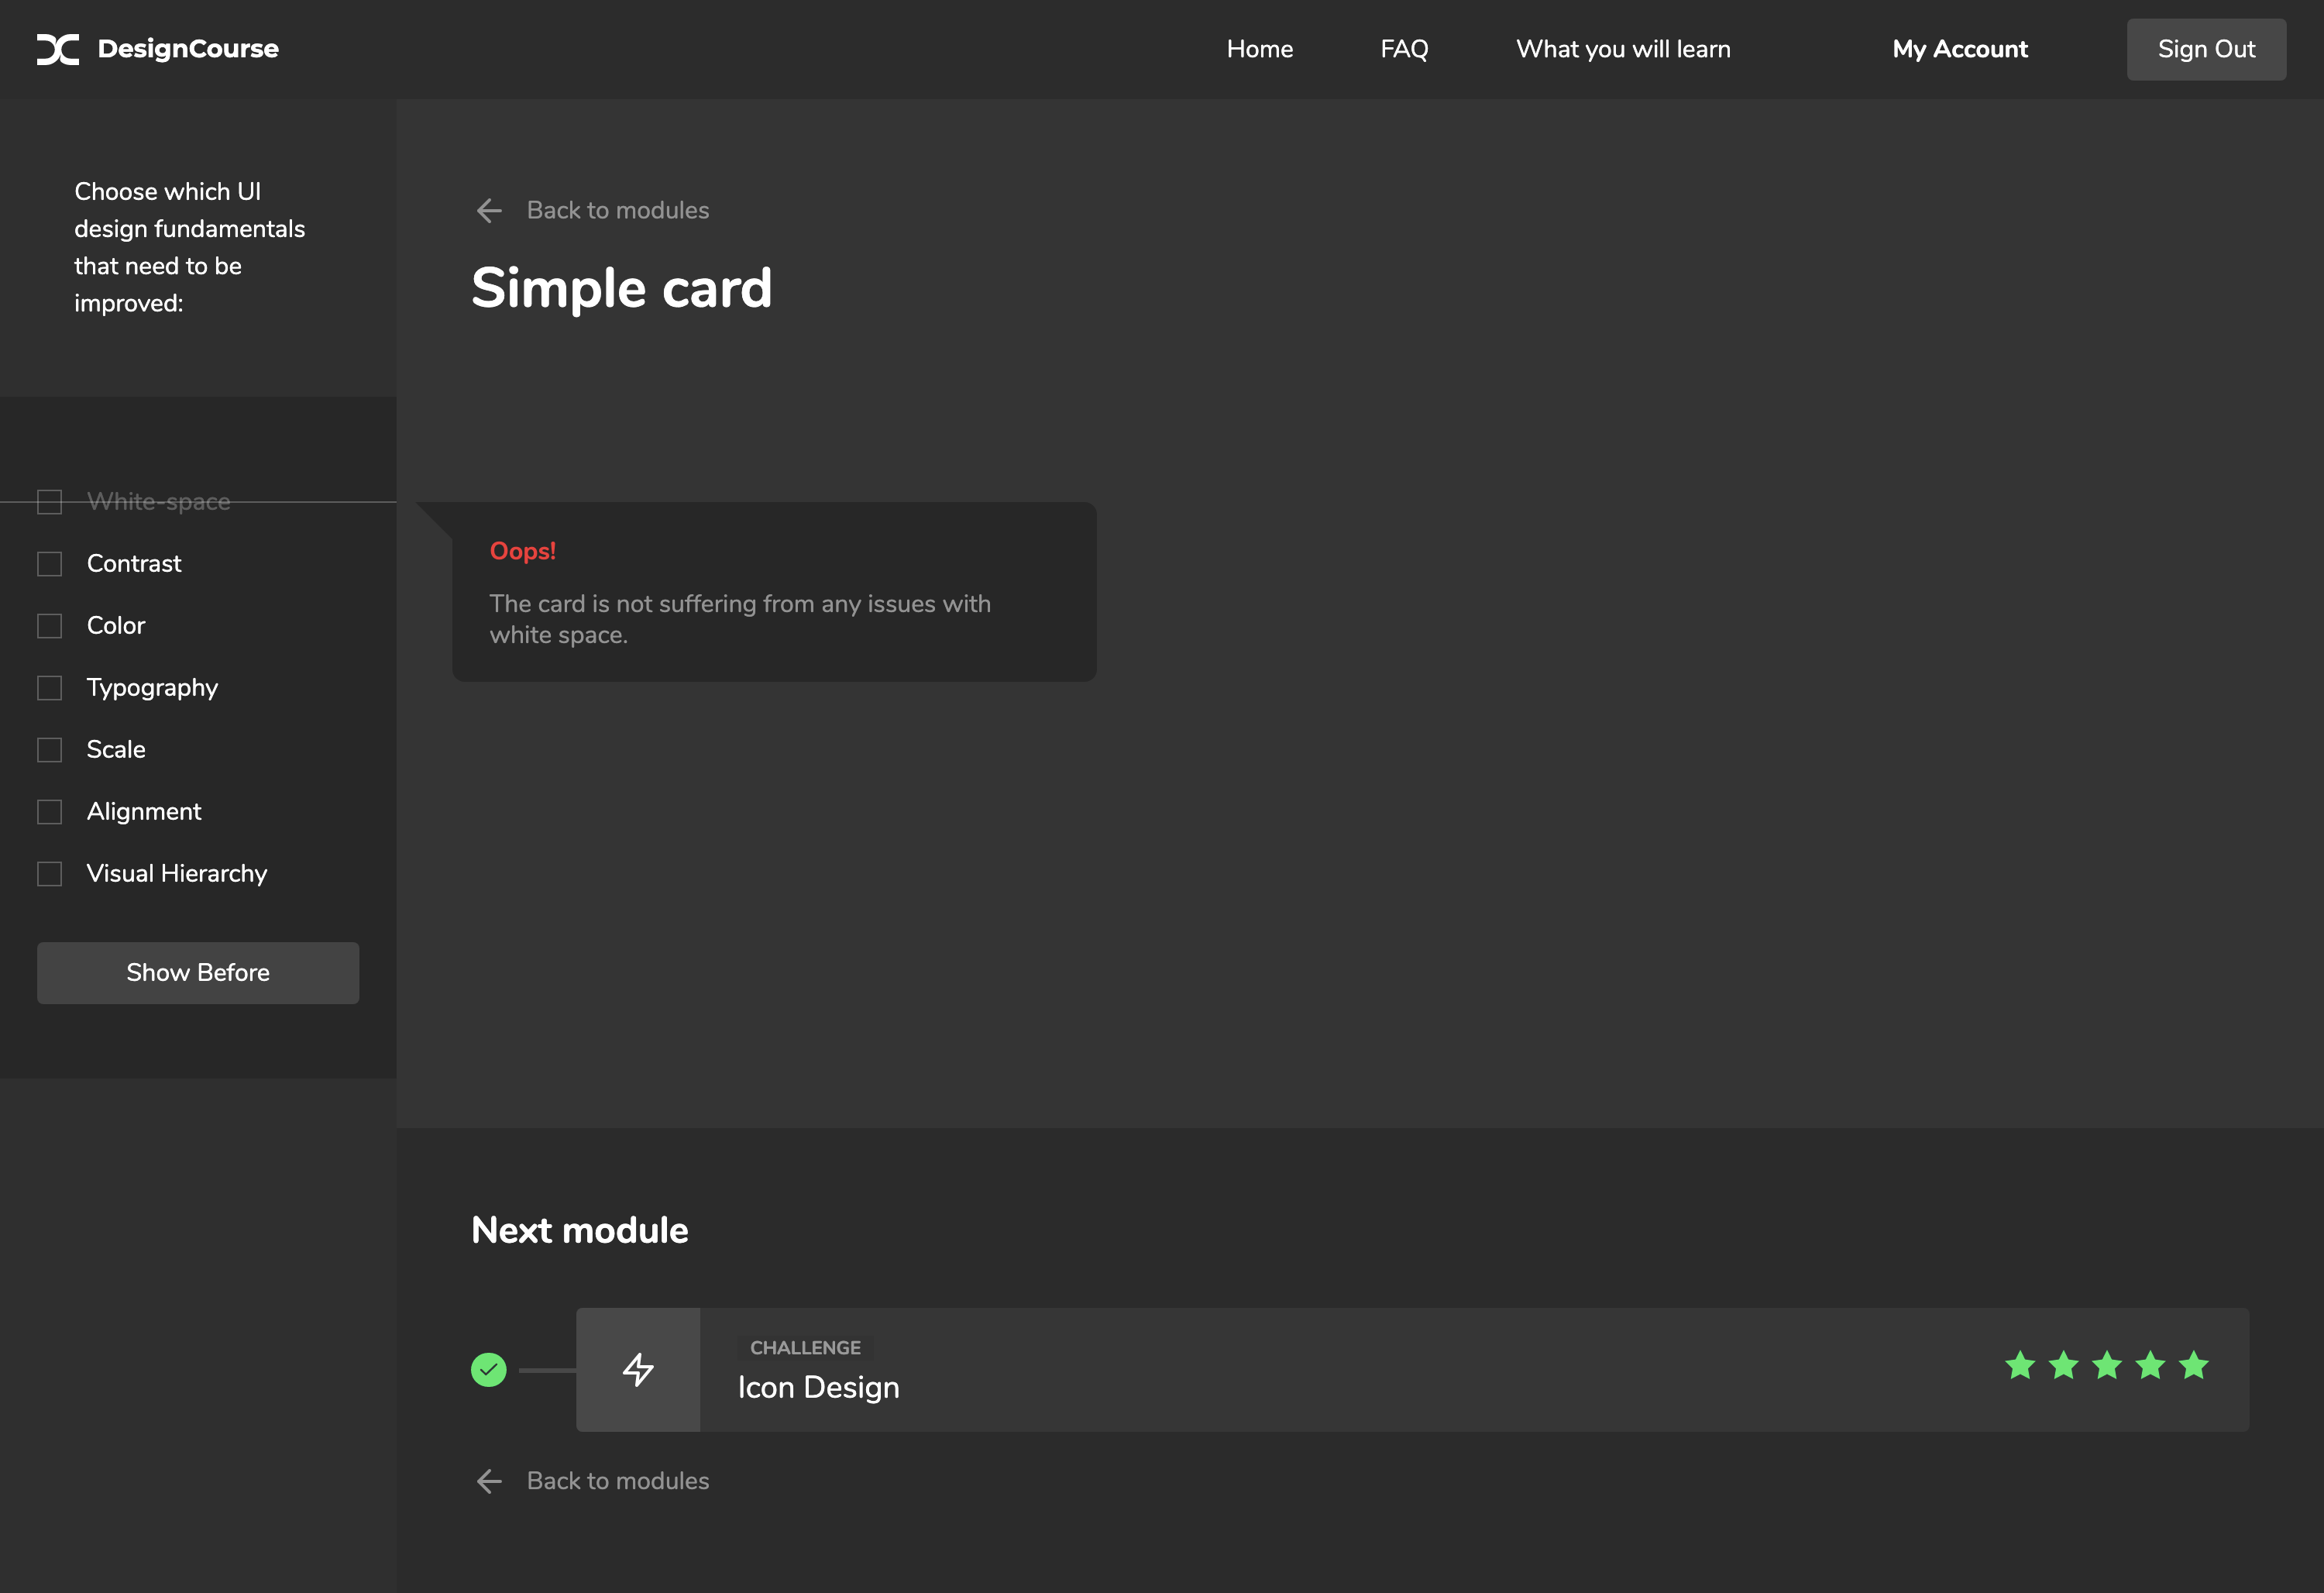 DesignCourse
Home
FAQ
What you will learn
My Account
Sign Out
Choose which UI
design fundamentals
that need to be
improved:
White-space
Contrast
Color
Typography
Scale
Alignment
Visual Hierarchy
Show Before
Back to modules
Simple card
Oops!
The card is not suffering from any issues with
white space.
Next module
CHALLENGE
Icon Design
Back to modules